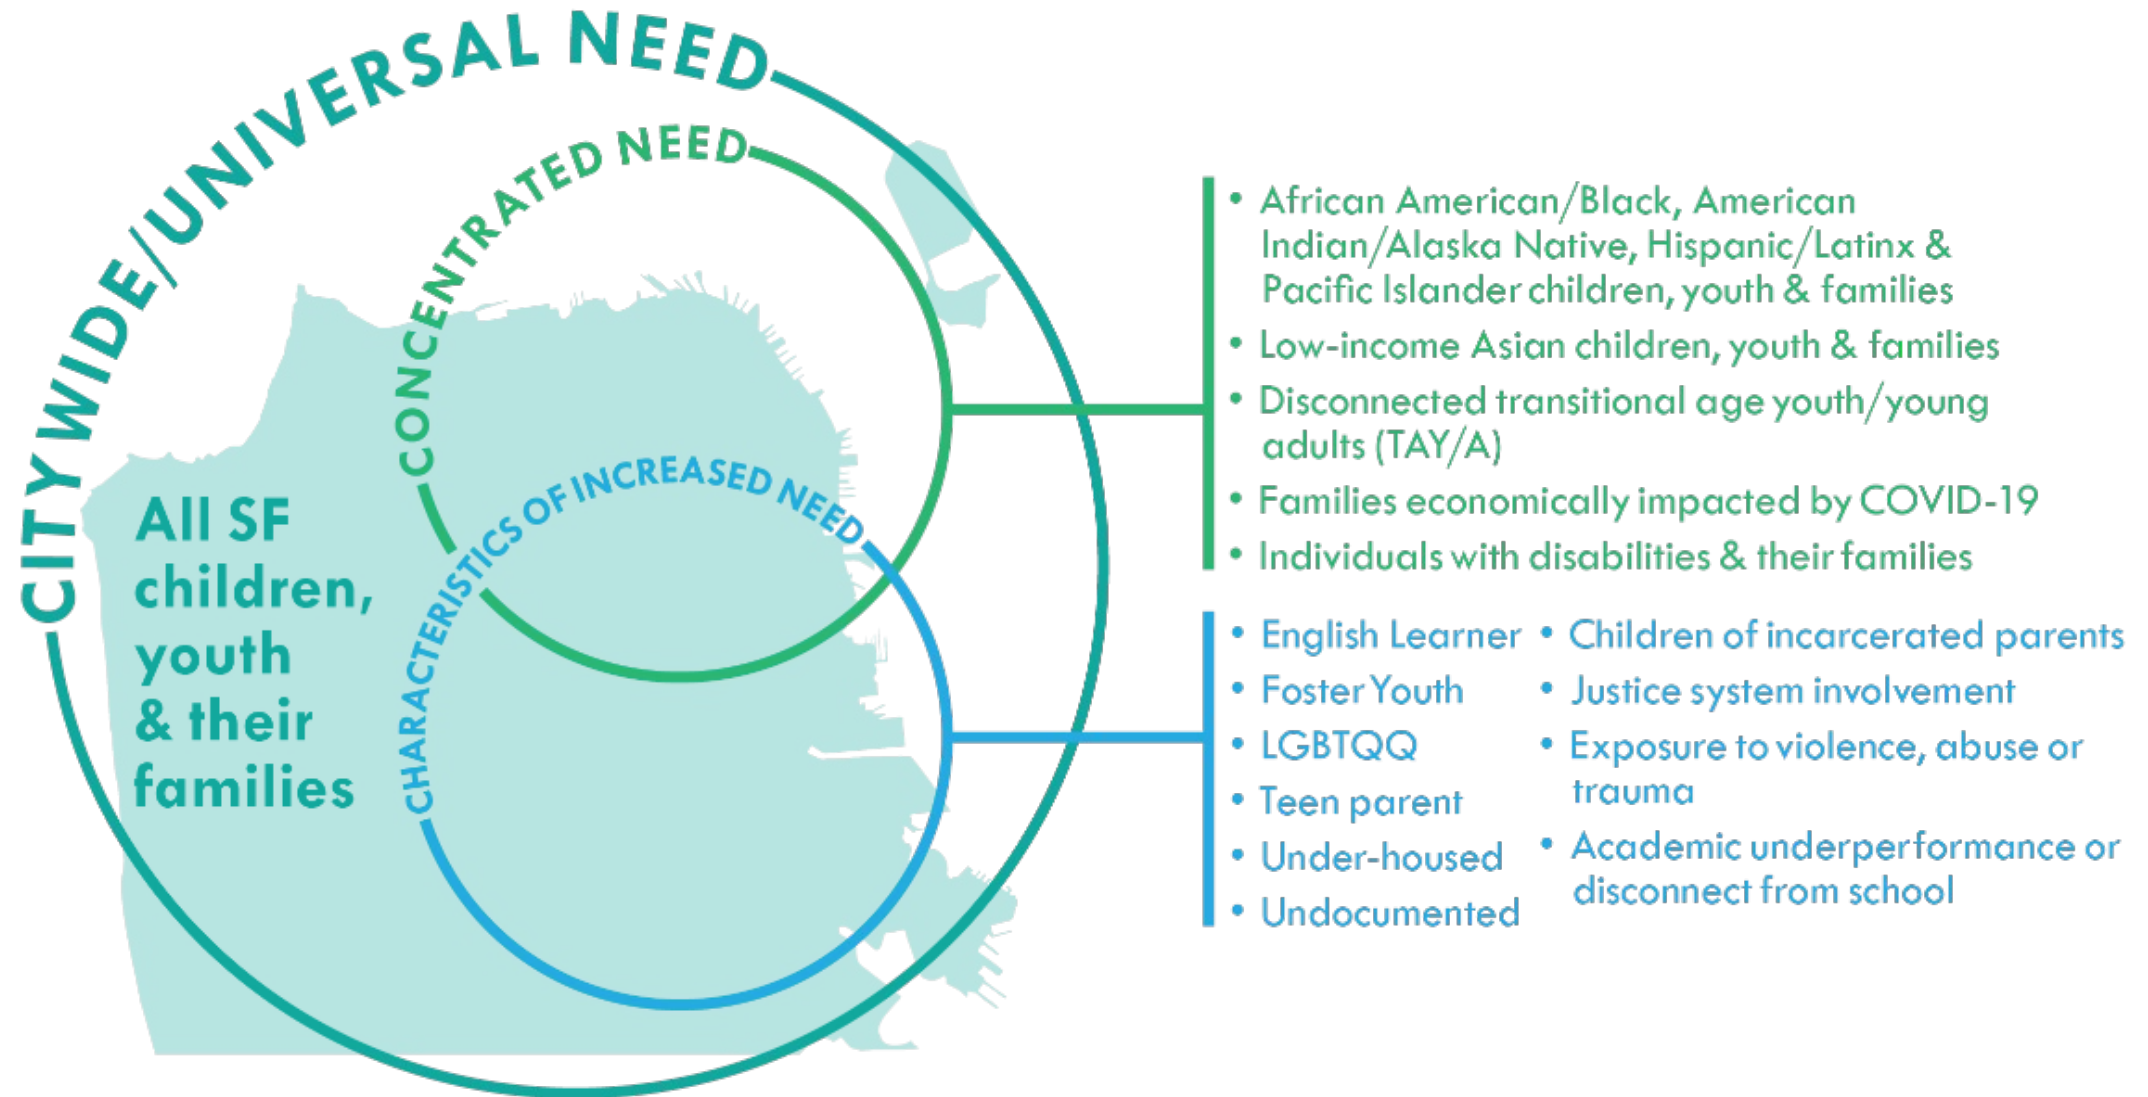 CITYWIDE/UNIVERSAL NEED
CONCENTRATED NEED
CHARACTERISTICS OF INCREASED NEED
All SF
children,
youth
& their
families
• African American/Black, American
Indian/Alaska Native, Hispanic/Latinx &
Pacific Islander children, youth & families
• Low-income Asian children, youth & families
• Disconnected transitional age youth/young
adults (TAY/A)
• Families economically impacted by COVID-19
• Individuals with disabilities & their families
• English Learner
• Foster Youth
• LGBTQQ
• Teen parent
• Under-housed
• Undocumented
• Children of incarcerated parents
• Justice system involvement
• Exposure to violence, abuse or
trauma
• Academic underperformance or
disconnect from school